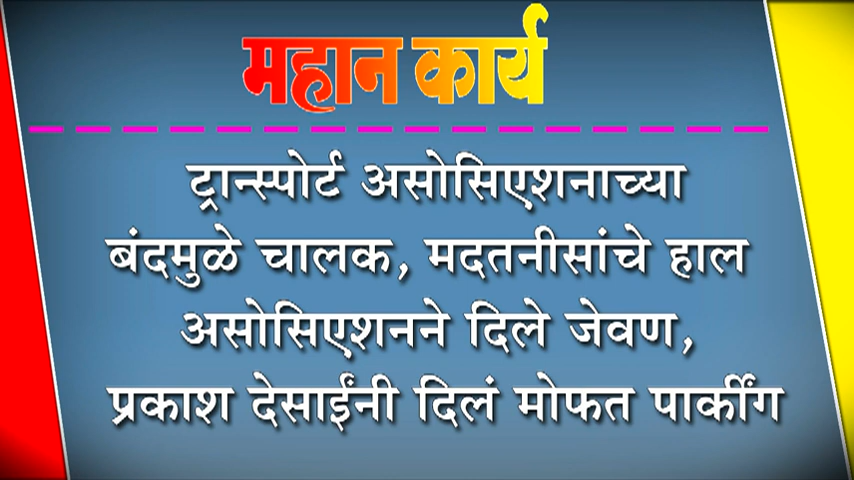 महान कार्य
ट्रान्स्पोर्ट असोसिएशनाच्या
बंदमुळे चालक, मदतनीसांचे हाल
असोसिएशनने दिले जेवण,
प्रकाश देसाईंनी दिलं मोफत पार्कींग